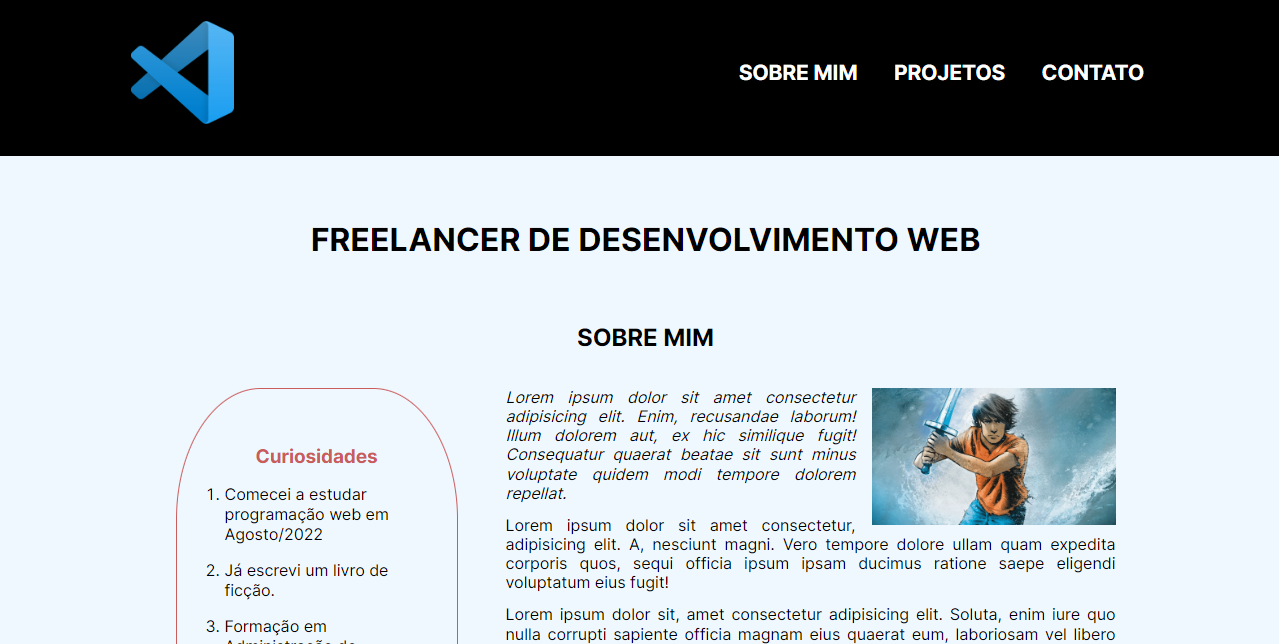 SOBRE MIM PROJETOS CONTATO
FREELANCER DE DESENVOLVIMENTO WEB
SOBRE MIM
Curiosidades
1. Comecei a estudar
programação web em
Agosto/2022
2. Já escrevi um livro de
ficção.
3. Formação em
Administração de
Lorem ipsum dolor sit amet consectetur
adipisicing elit. Enim, recusandae laborum!
Illum dolorem aut, ex hic similique fugit!
Consequatur quaerat beatae sit sunt minus
voluptate quidem modi tempore dolorem
repellat.
Lorem ipsum dolor sit amet consectetur,
adipisicing elit. A, nesciunt magni. Vero tempore dolore ullam quam expedita
corporis quos, sequi officia ipsum ipsam ducimus ratione saepe eligendi
voluptatum eius fugit!
Lorem ipsum dolor sit, amet consectetur adipisicing elit. Soluta, enim iure quo
nulla corrupti sapiente officia magnam eius quaerat eum, laboriosam vel libero